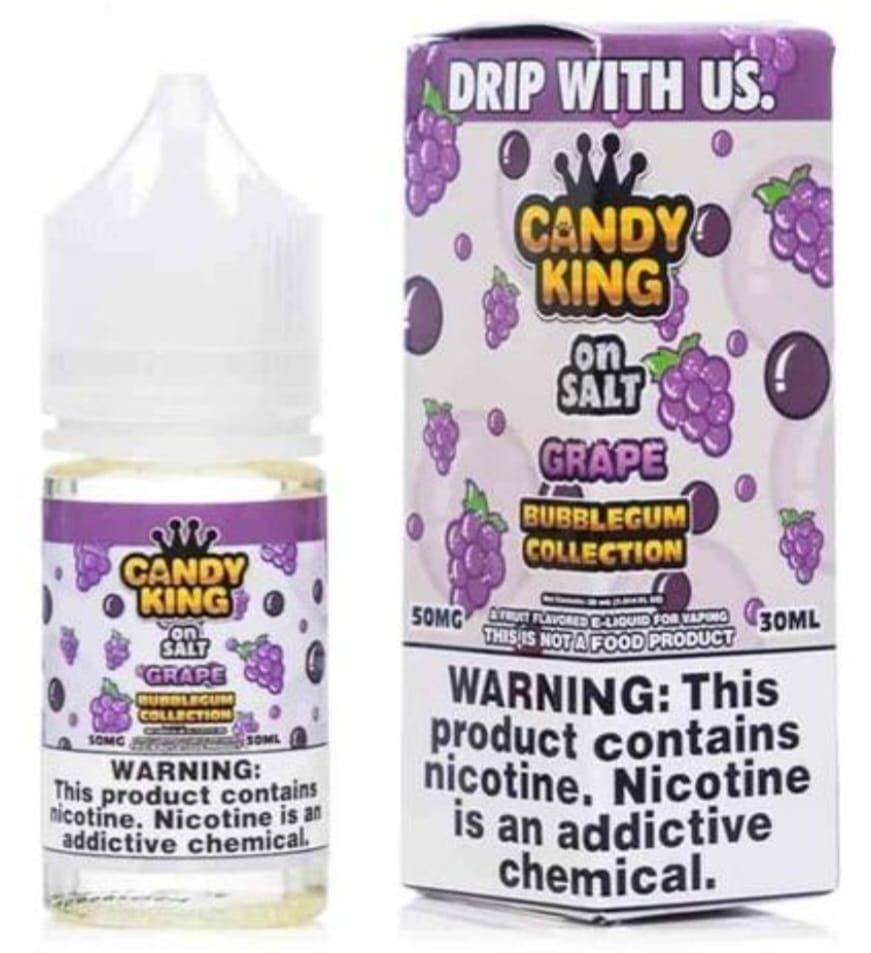 DRIP WITH US.
CANDY
KING
on
SALT
GRAPE
BUBBLEGUM
COLLECTION
50MG
30ML
A FRUIT FLAVORED E-LIQUID FOR VAPING
THIS IS NOT A FOOD PRODUCT
WARNING: This
product contains
nicotine. Nicotine
is an addictive
chemical.
CANDY
KING
on
SALT
GRAPE
BUBBLEGUM
COLLECTION
50MG
30ML
WARNING:
This product contains
nicotine. Nicotine is an
addictive chemical.